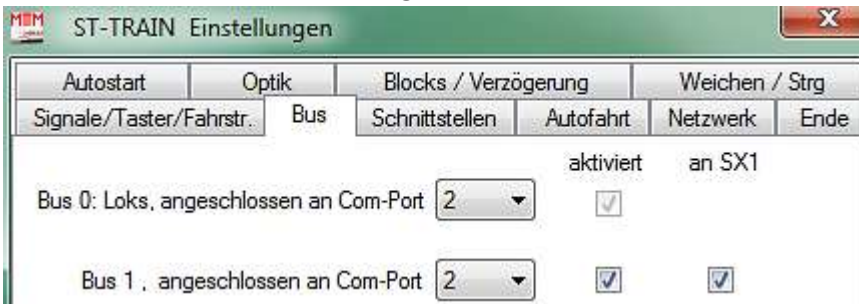 MEM ST-TRAIN Einstellungen
Autostart Optik Blocks / Verzögerung Weichen / Strg
Signale/Taster/Fahrstr. Bus Schnittstellen Autofahrt Netzwerk Ende
aktiviert an SX1
Bus 0: Loks, angeschlossen an Com-Port 2
Bus 1 , angeschlossen an Com-Port 2